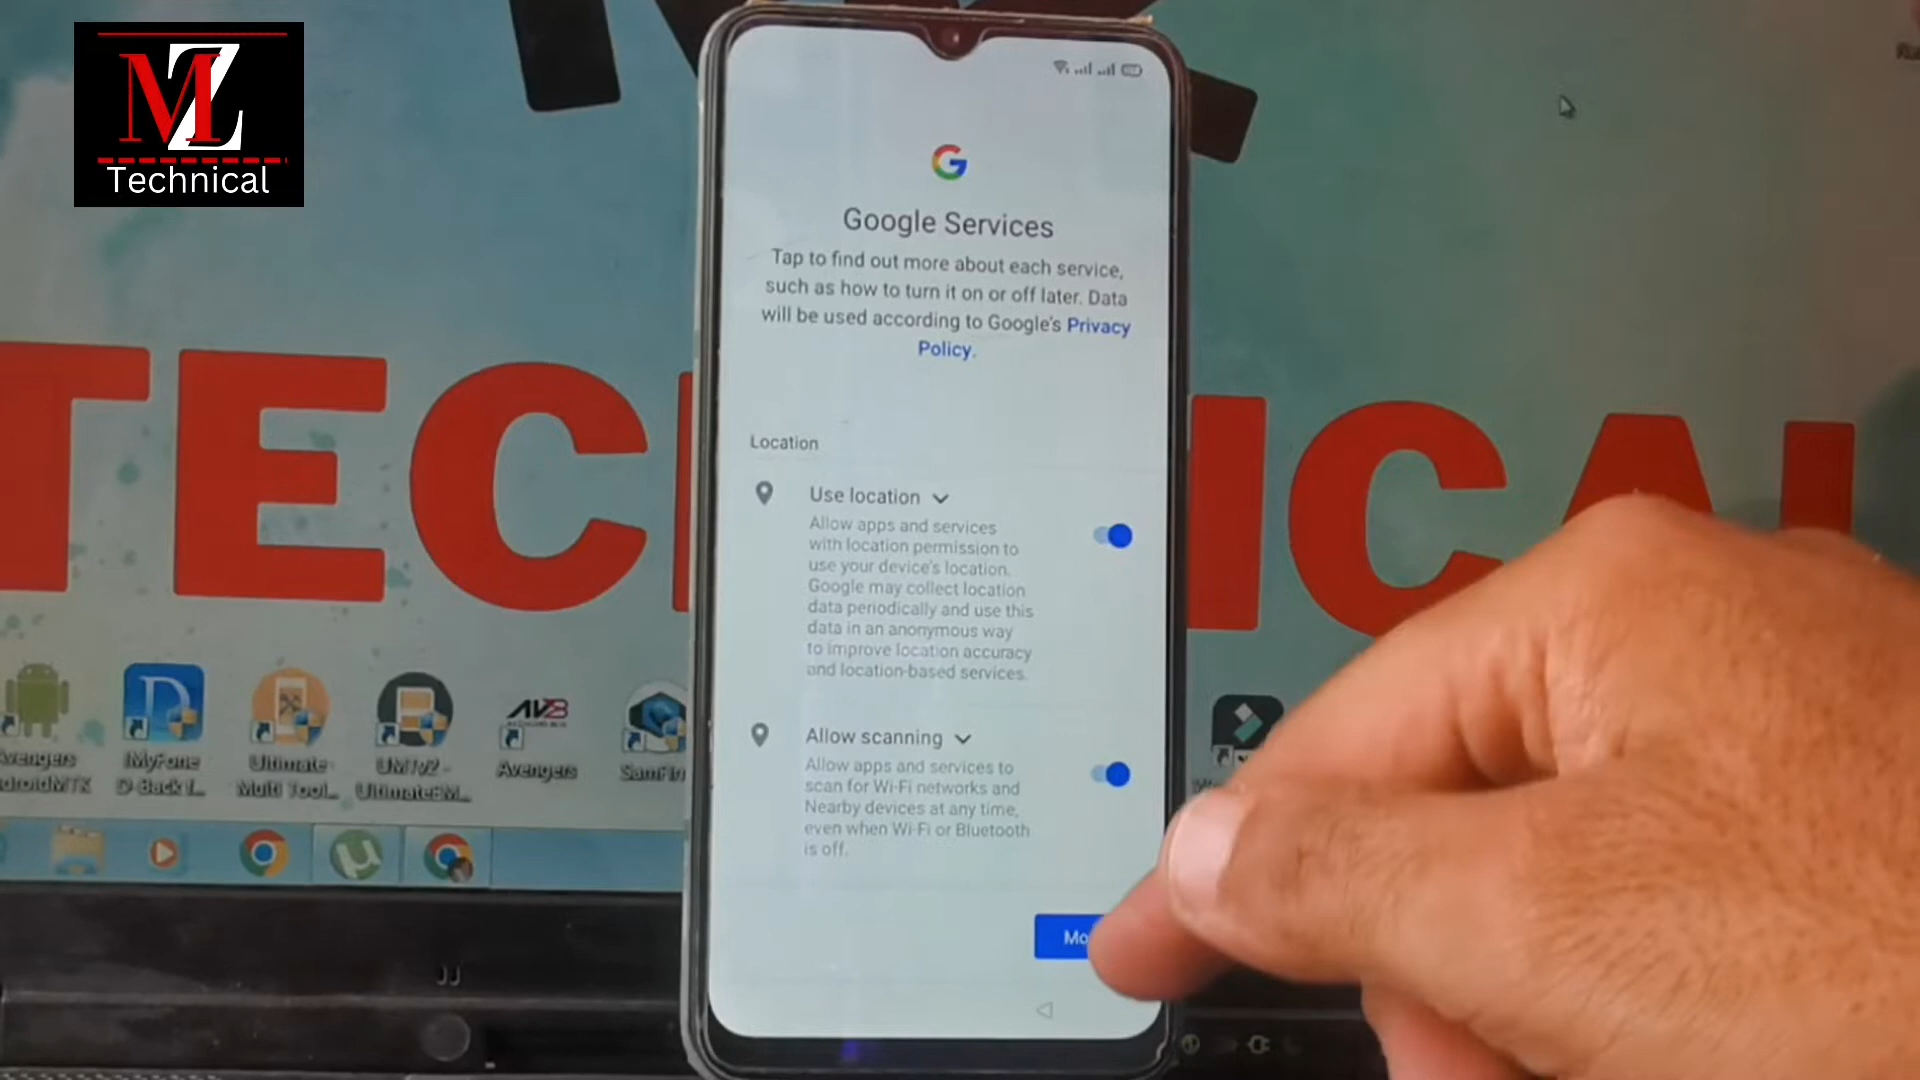 MZ
Technical
Google Services
Tap to find out more about each service,
such as how to turn it on or off later. Data
will be used according to Google's Privacy
Policy.
Location
Use location
Allow apps and services
with location permission to
use your device's location.
Google may collect location
data periodically and use this
data in an anonymous way
to improve location accuracy
and location-based services.
Allow scanning
Allow apps and services to
scan for Wi-Fi networks and
Nearby devices at any time,
even when Wi-Fi or Bluetooth
is off.
TEC ICAL
iMyFone
D-Back
Ultimate
Multi Tool...
UMTv2 -
UltimateEM...
AVB
Avengers